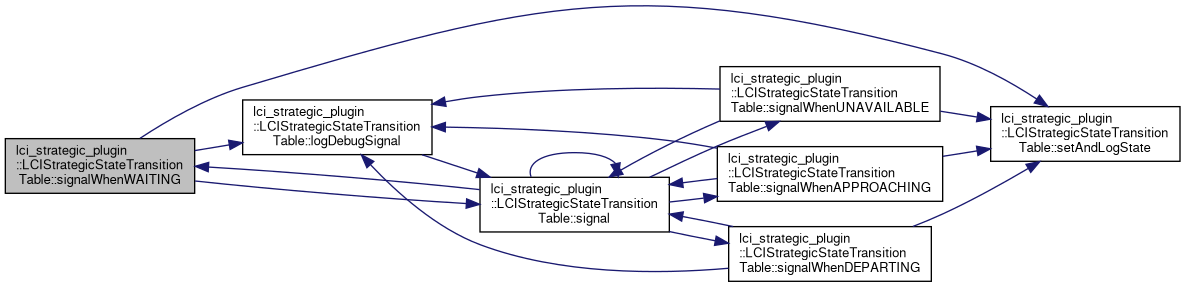 lci_strategic_plugin
::LCIStrategicStateTransition
Table::signalWhenWAITING
lci_strategic_plugin
::LCIStrategicStateTransition
Table::logDebugSignal
lci_strategic_plugin
::LCIStrategicStateTransition
Table::signal
lci_strategic_plugin
::LCIStrategicStateTransition
Table::signalWhenUNAVAILABLE
lci_strategic_plugin
::LCIStrategicStateTransition
Table::signalWhenAPPROACHING
lci_strategic_plugin
::LCIStrategicStateTransition
Table::signalWhenDEPARTING
lci_strategic_plugin
::LCIStrategicStateTransition
Table::setAndLogState